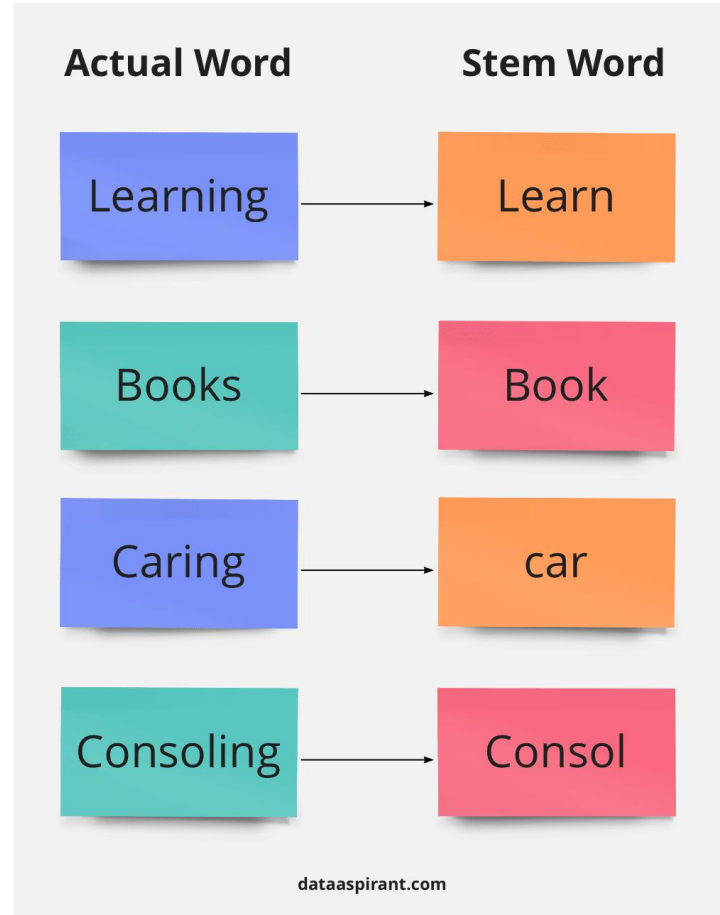 Actual Word
Stem Word
Learning
Learn
Books
Book
Caring
car
Consoling
Consol
dataaspirant.com